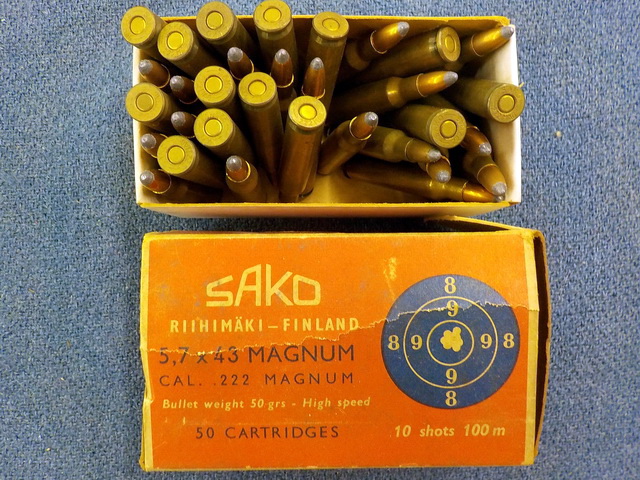 SAKO
RIIHIMÄKI – FINLAND
5,7 x 43 MAGNUM
CAL. .222 MAGNUM
Bullet weight 50 grs - High speed
50 CARTRIDGES
8
9
8 9 9 8
9
8
10 shots 100 m